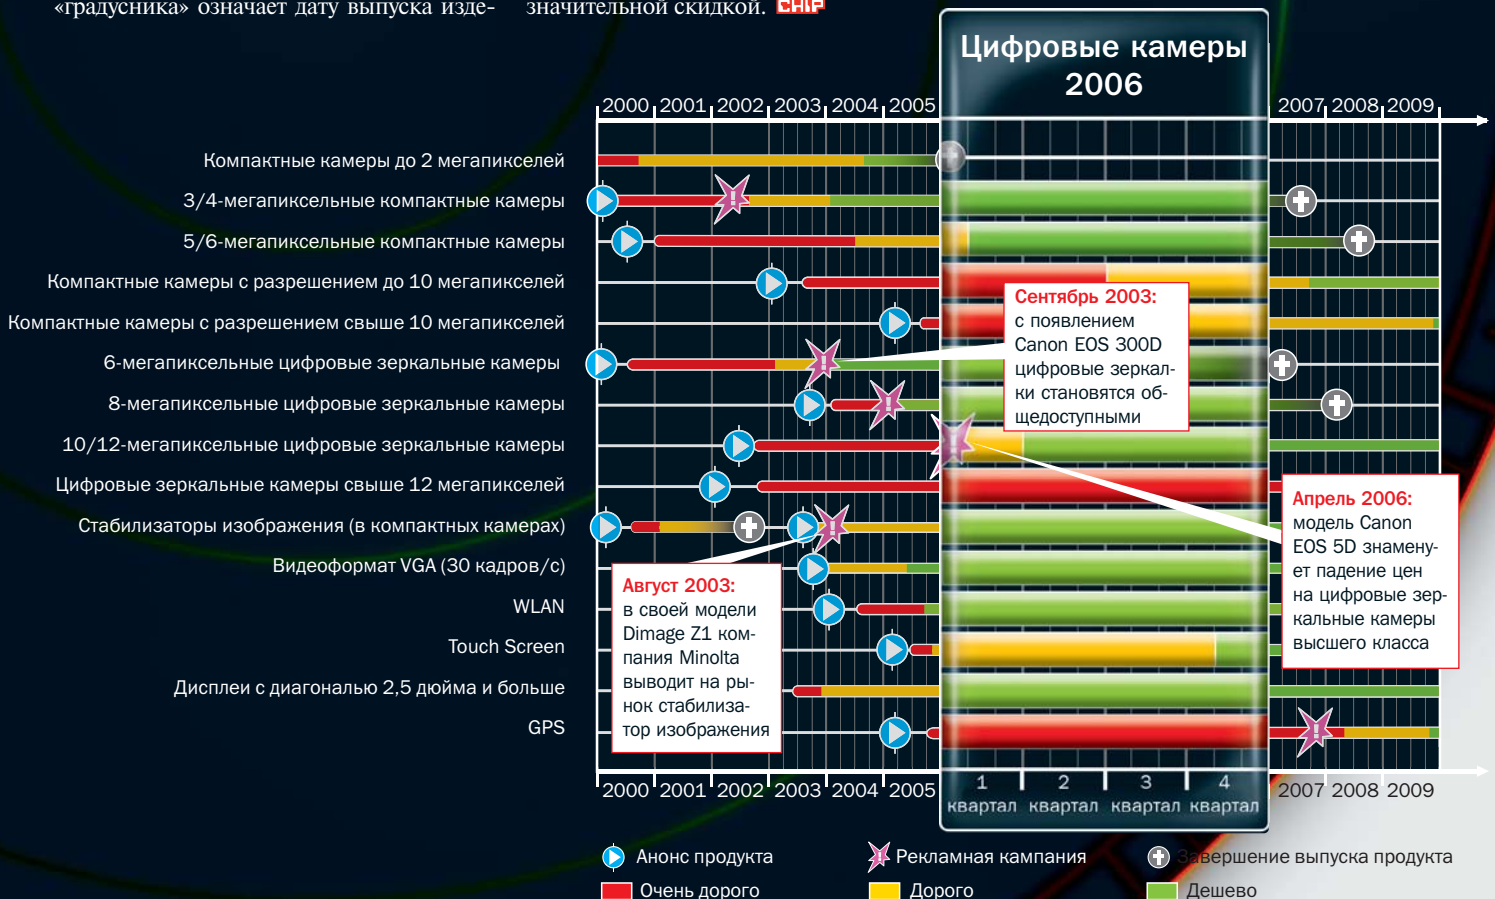 «градусника» означает дату выпуска изде-
значительной скидкой. CHIP
Цифровые камеры
2006
2000 2001 2002 2003 2004 2005 2007 2008 2009
Компактные камеры до 2 мегапикселей
3/4-мегапиксельные компактные камеры
5/6-мегапиксельные компактные камеры
Компактные камеры с разрешением до 10 мегапикселей
Компактные камеры с разрешением свыше 10 мегапикселей
6-мегапиксельные цифровые зеркальные камеры
8-мегапиксельные цифровые зеркальные камеры
10/12-мегапиксельные цифровые зеркальные камеры
Цифровые зеркальные камеры свыше 12 мегапикселей
Стабилизаторы изображения (в компактных камерах)
Видеоформат VGA (30 кадров/с)
WLAN
Touch Screen
Дисплеи с диагональю 2,5 дюйма и больше
GPS
Сентябрь 2003:
с появлением
Canon EOS 300D
цифровые зеркал-
ки становятся об-
щедоступными
Апрель 2006:
модель Canon
EOS 5D знамену-
ет падение цен
на цифровые зер-
кальные камеры
высшего класса
Август 2003:
в своей модели
Dimage Z1 ком-
пания Minolta
выводит на ры-
нок стабилиза-
тор изображения
1 2 3 4
квартал квартал квартал квартал
2000 2001 2002 2003 2004 2005 2007 2008 2009
Анонс продукта
Рекламная кампания
Завершение выпуска продукта
Очень дорого
Дорого
Дешево